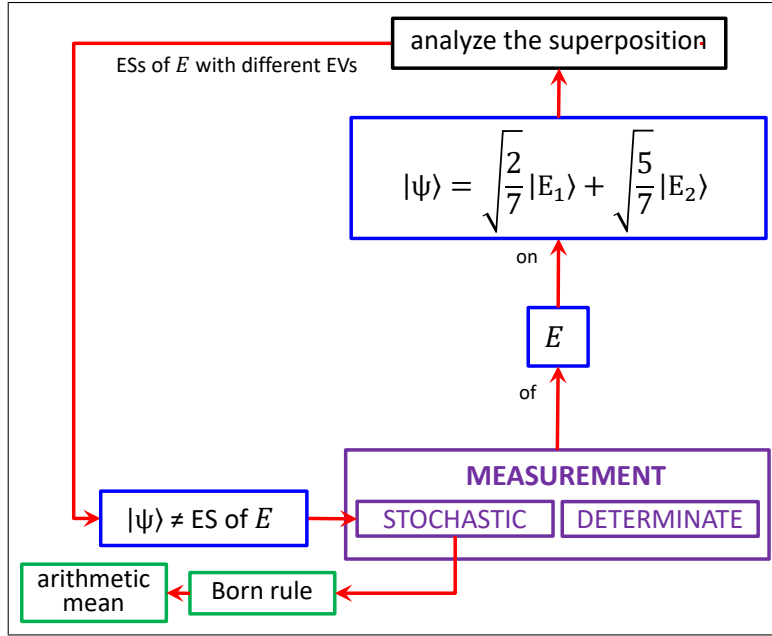 analyze the superposition
ESs of E with different EVs
|ψ⟩ = √(2/7) |E₁⟩ + √(5/7) |E₂⟩
on
E
of
MEASUREMENT
|ψ⟩ ≠ ES of E
STOCHASTIC
DETERMINATE
arithmetic
mean
Born rule